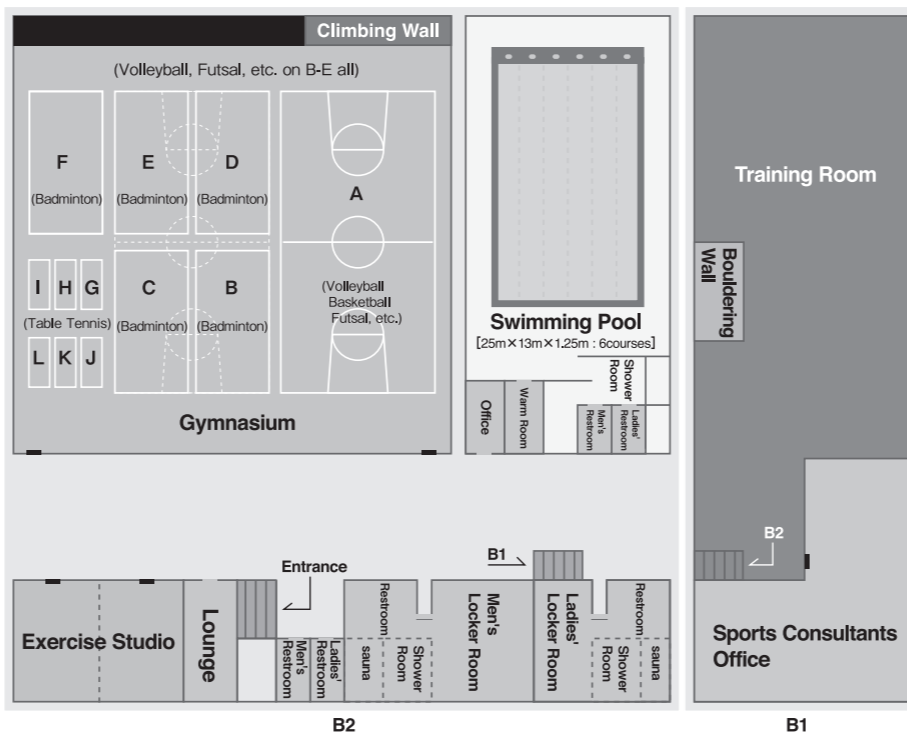 Climbing Wall
(Volleyball, Futsal, etc. on B-E all)
F
(Badminton)
E
(Badminton)
D
(Badminton)
A
(Volleyball
Basketball
Futsal, etc.)
I H G
(Table Tennis)
L K J
C
(Badminton)
B
(Badminton)
Gymnasium
Swimming Pool
[25m×13m×1.25m : 6courses]
Office
Warm Room
Shower
Room
Men's
Restroom
Ladies'
Restroom
Training Room
Bouldering
Wall
B2
Sports Consultants
Office
Exercise Studio
Lounge
Entrance
Men's
Restroom
Ladies'
Restroom
Restroom
sauna
Shower
Room
Men's
Locker Room
B1
Ladies'
Locker Room
Restroom
Shower
Room
sauna
B2
B1